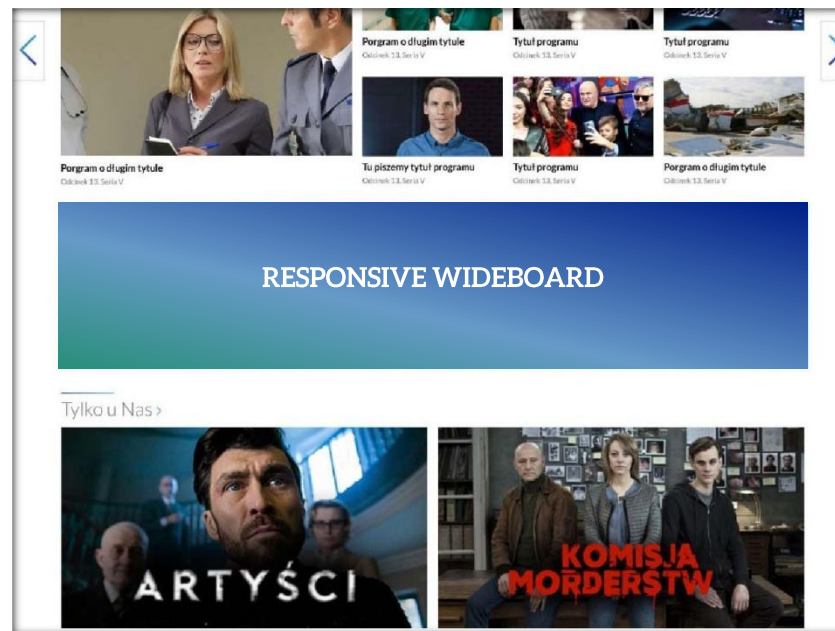 Porgram o długim tytule
Odcinek 13, Seria V
Tytuł programu
Odcinek 13, Seria V
Tytuł programu
Odcinek 13, Seria V
Porgram o długim tytule
Odcinek 13, Seria V
Tu piszemy tytuł programu
Odcinek 13, Seria V
Tytuł programu
Odcinek 13, Seria V
Porgram o długim tytule
Odcinek 13, Seria V
RESPONSIVE WIDEBOARD
Tylko u Nas >
ARTYŚCI
KOMISJA
MORDERSTW